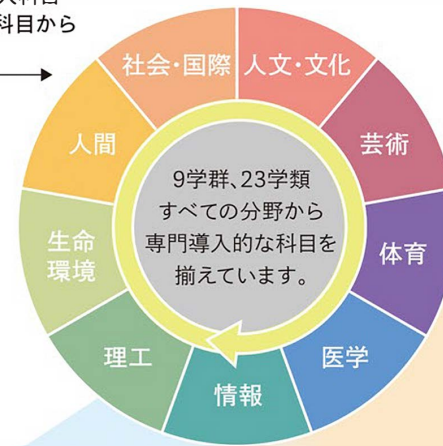 入科目
科目から
社会・国際
人文・文化
人間
芸術
9学群、23学類
すべての分野から
専門導入的な科目を
揃えています。
生命
環境
体育
理工
医学
情報